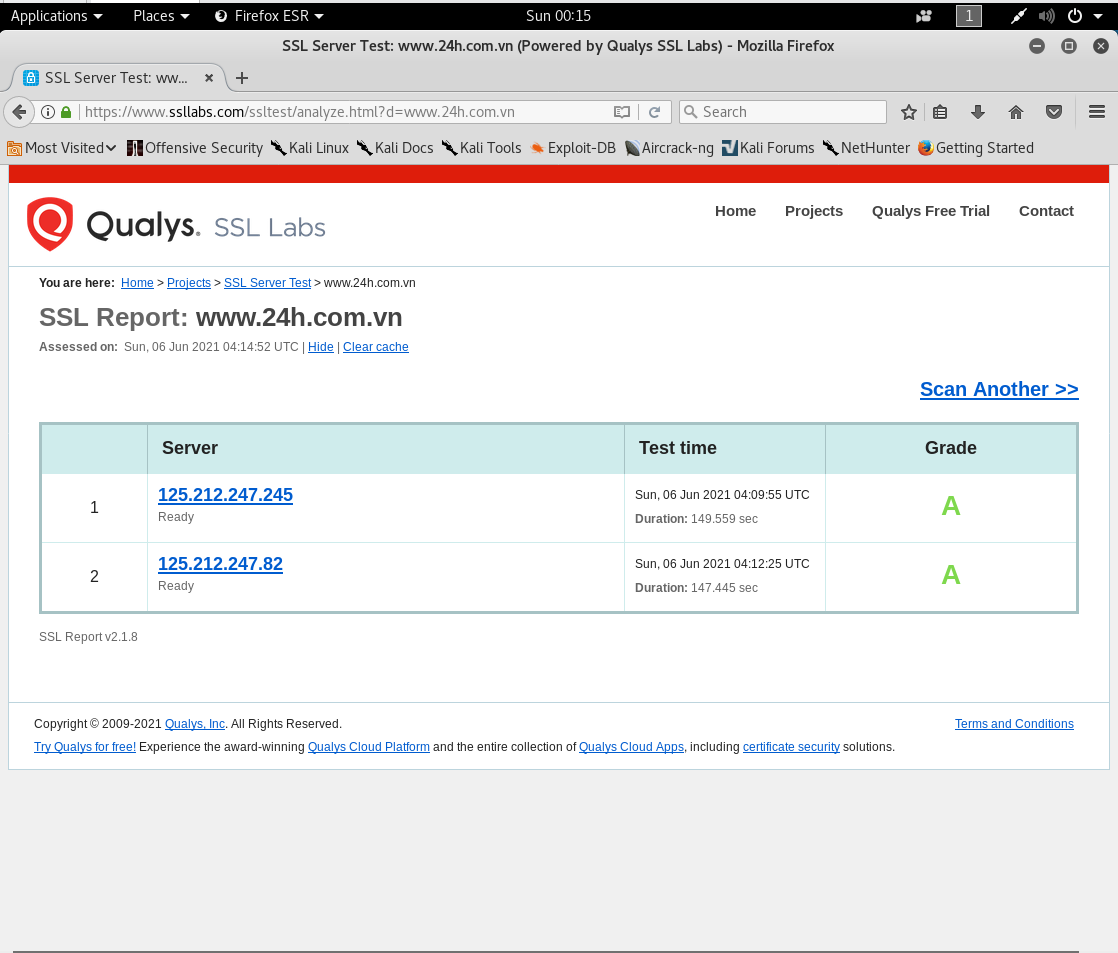 Applications Places Firefox ESR Sun 00:15 1
SSL Server Test: www.24h.com.vn (Powered by Qualys SSL Labs) - Mozilla Firefox
SSL Server Test: ww...
https://www.ssllabs.com/ssltest/analyze.html?d=www.24h.com.vn Search
Most Visited Offensive Security Kali Linux Kali Docs Kali Tools Exploit-DB Aircrack-ng Kali Forums NetHunter Getting Started
Qualys. SSL Labs
Home Projects Qualys Free Trial Contact
You are here: Home > Projects > SSL Server Test > www.24h.com.vn
SSL Report: www.24h.com.vn
Assessed on: Sun, 06 Jun 2021 04:14:52 UTC | Hide | Clear cache
Scan Another >>
Server Test time Grade
1 125.212.247.245 Sun, 06 Jun 2021 04:09:55 UTC A
Ready Duration: 149.559 sec
2 125.212.247.82 Sun, 06 Jun 2021 04:12:25 UTC A
Ready Duration: 147.445 sec
SSL Report v2.1.8
Copyright © 2009-2021 Qualys, Inc. All Rights Reserved. Terms and Conditions
Try Qualys for free! Experience the award-winning Qualys Cloud Platform and the entire collection of Qualys Cloud Apps, including certificate security solutions.